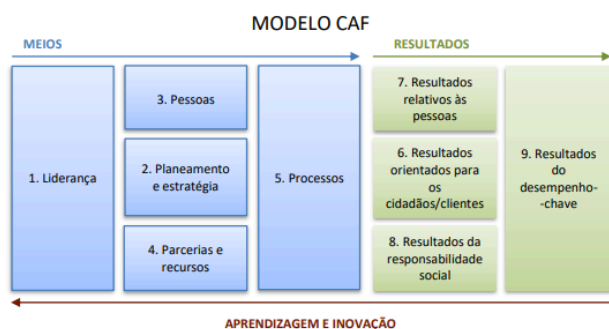 MODELO CAF
MEIOS
RESULTADOS
1. Liderança
3. Pessoas
2. Planeamento
e estratégia
4. Parcerias e
recursos
5. Processos
7. Resultados
relativos às
pessoas
6. Resultados
orientados para
os
cidadãos/clientes
8. Resultados da
responsabilidade
social
9. Resultados
do
desempenho-
-chave
APRENDIZAGEM E INOVAÇÃO